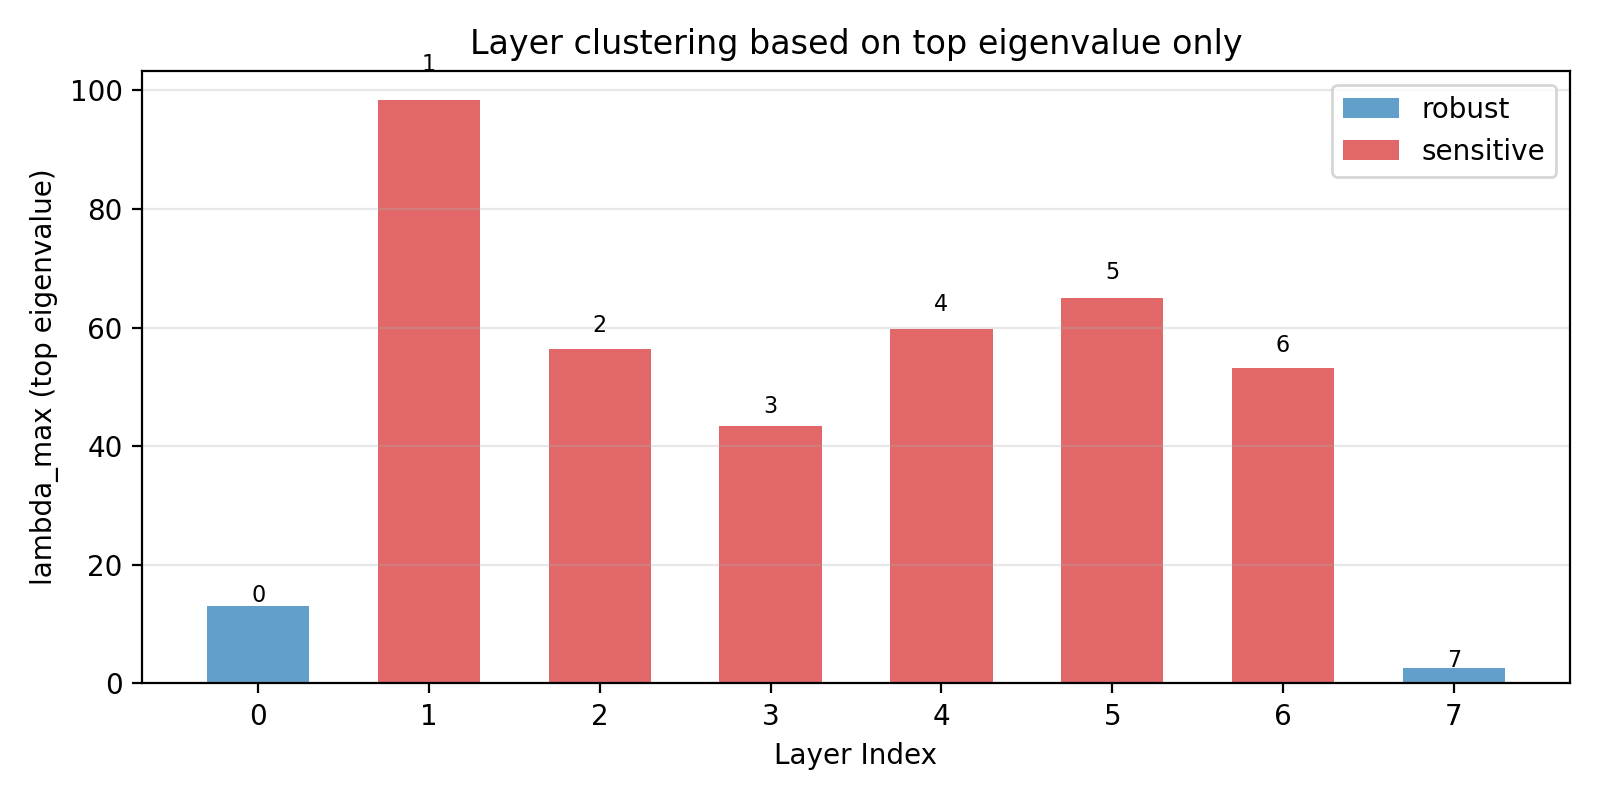 Layer clustering based on top eigenvalue only
1
100
robust
sensitive
80
5
4
2
60
6
3
40
20
0
7
0
lambda_max (top eigenvalue)
0 1 2 3 4 5 6 7
Layer Index